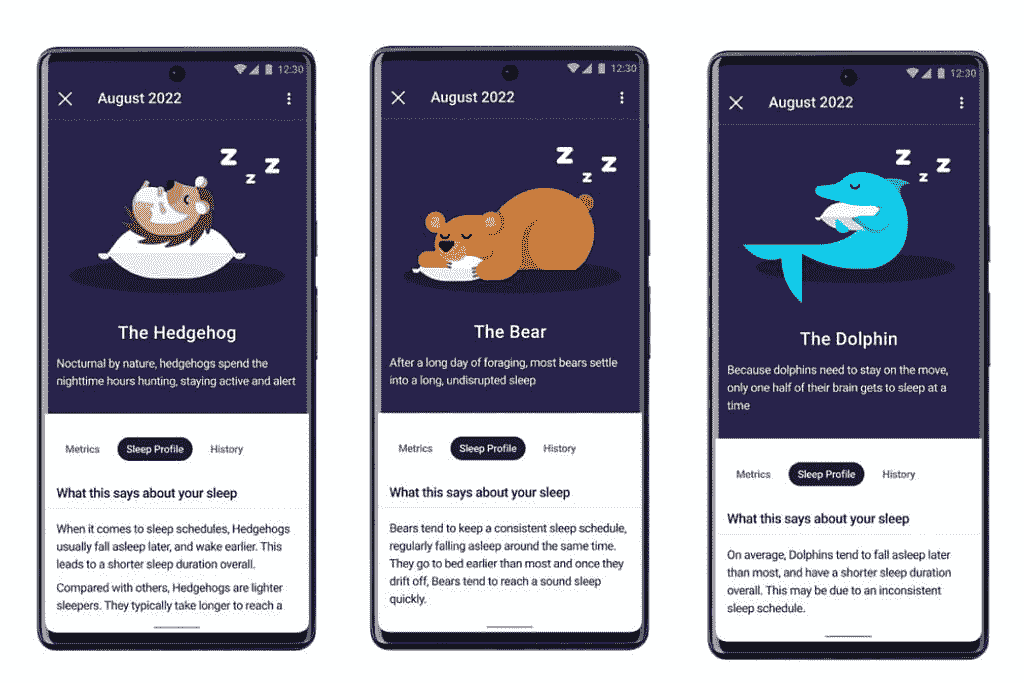 12:30
August 2022
z z z
The Hedgehog
Nocturnal by nature, hedgehogs spend the
nighttime hours hunting, staying active and alert
Metrics Sleep Profile History
What this says about your sleep
When it comes to sleep schedules, Hedgehogs
usually fall asleep later, and wake earlier. This
leads to a shorter sleep duration overall.
Compared with others, Hedgehogs are lighter
sleepers. They typically take longer to reach a
12:30
August 2022
z z z
The Bear
After a long day of foraging, most bears settle
into a long, undisrupted sleep
Metrics Sleep Profile History
What this says about your sleep
Bears tend to keep a consistent sleep schedule,
regularly falling asleep around the same time.
They go to bed earlier than most and once they
drift off, Bears tend to reach a sound sleep
quickly.
12:30
August 2022
z z z
The Dolphin
Because dolphins need to stay on the move,
only one half of their brain gets to sleep at a
time
Metrics Sleep Profile History
What this says about your sleep
On average, Dolphins tend to fall asleep later
than most, and have a shorter sleep duration
overall. This may be due to an inconsistent
sleep schedule.